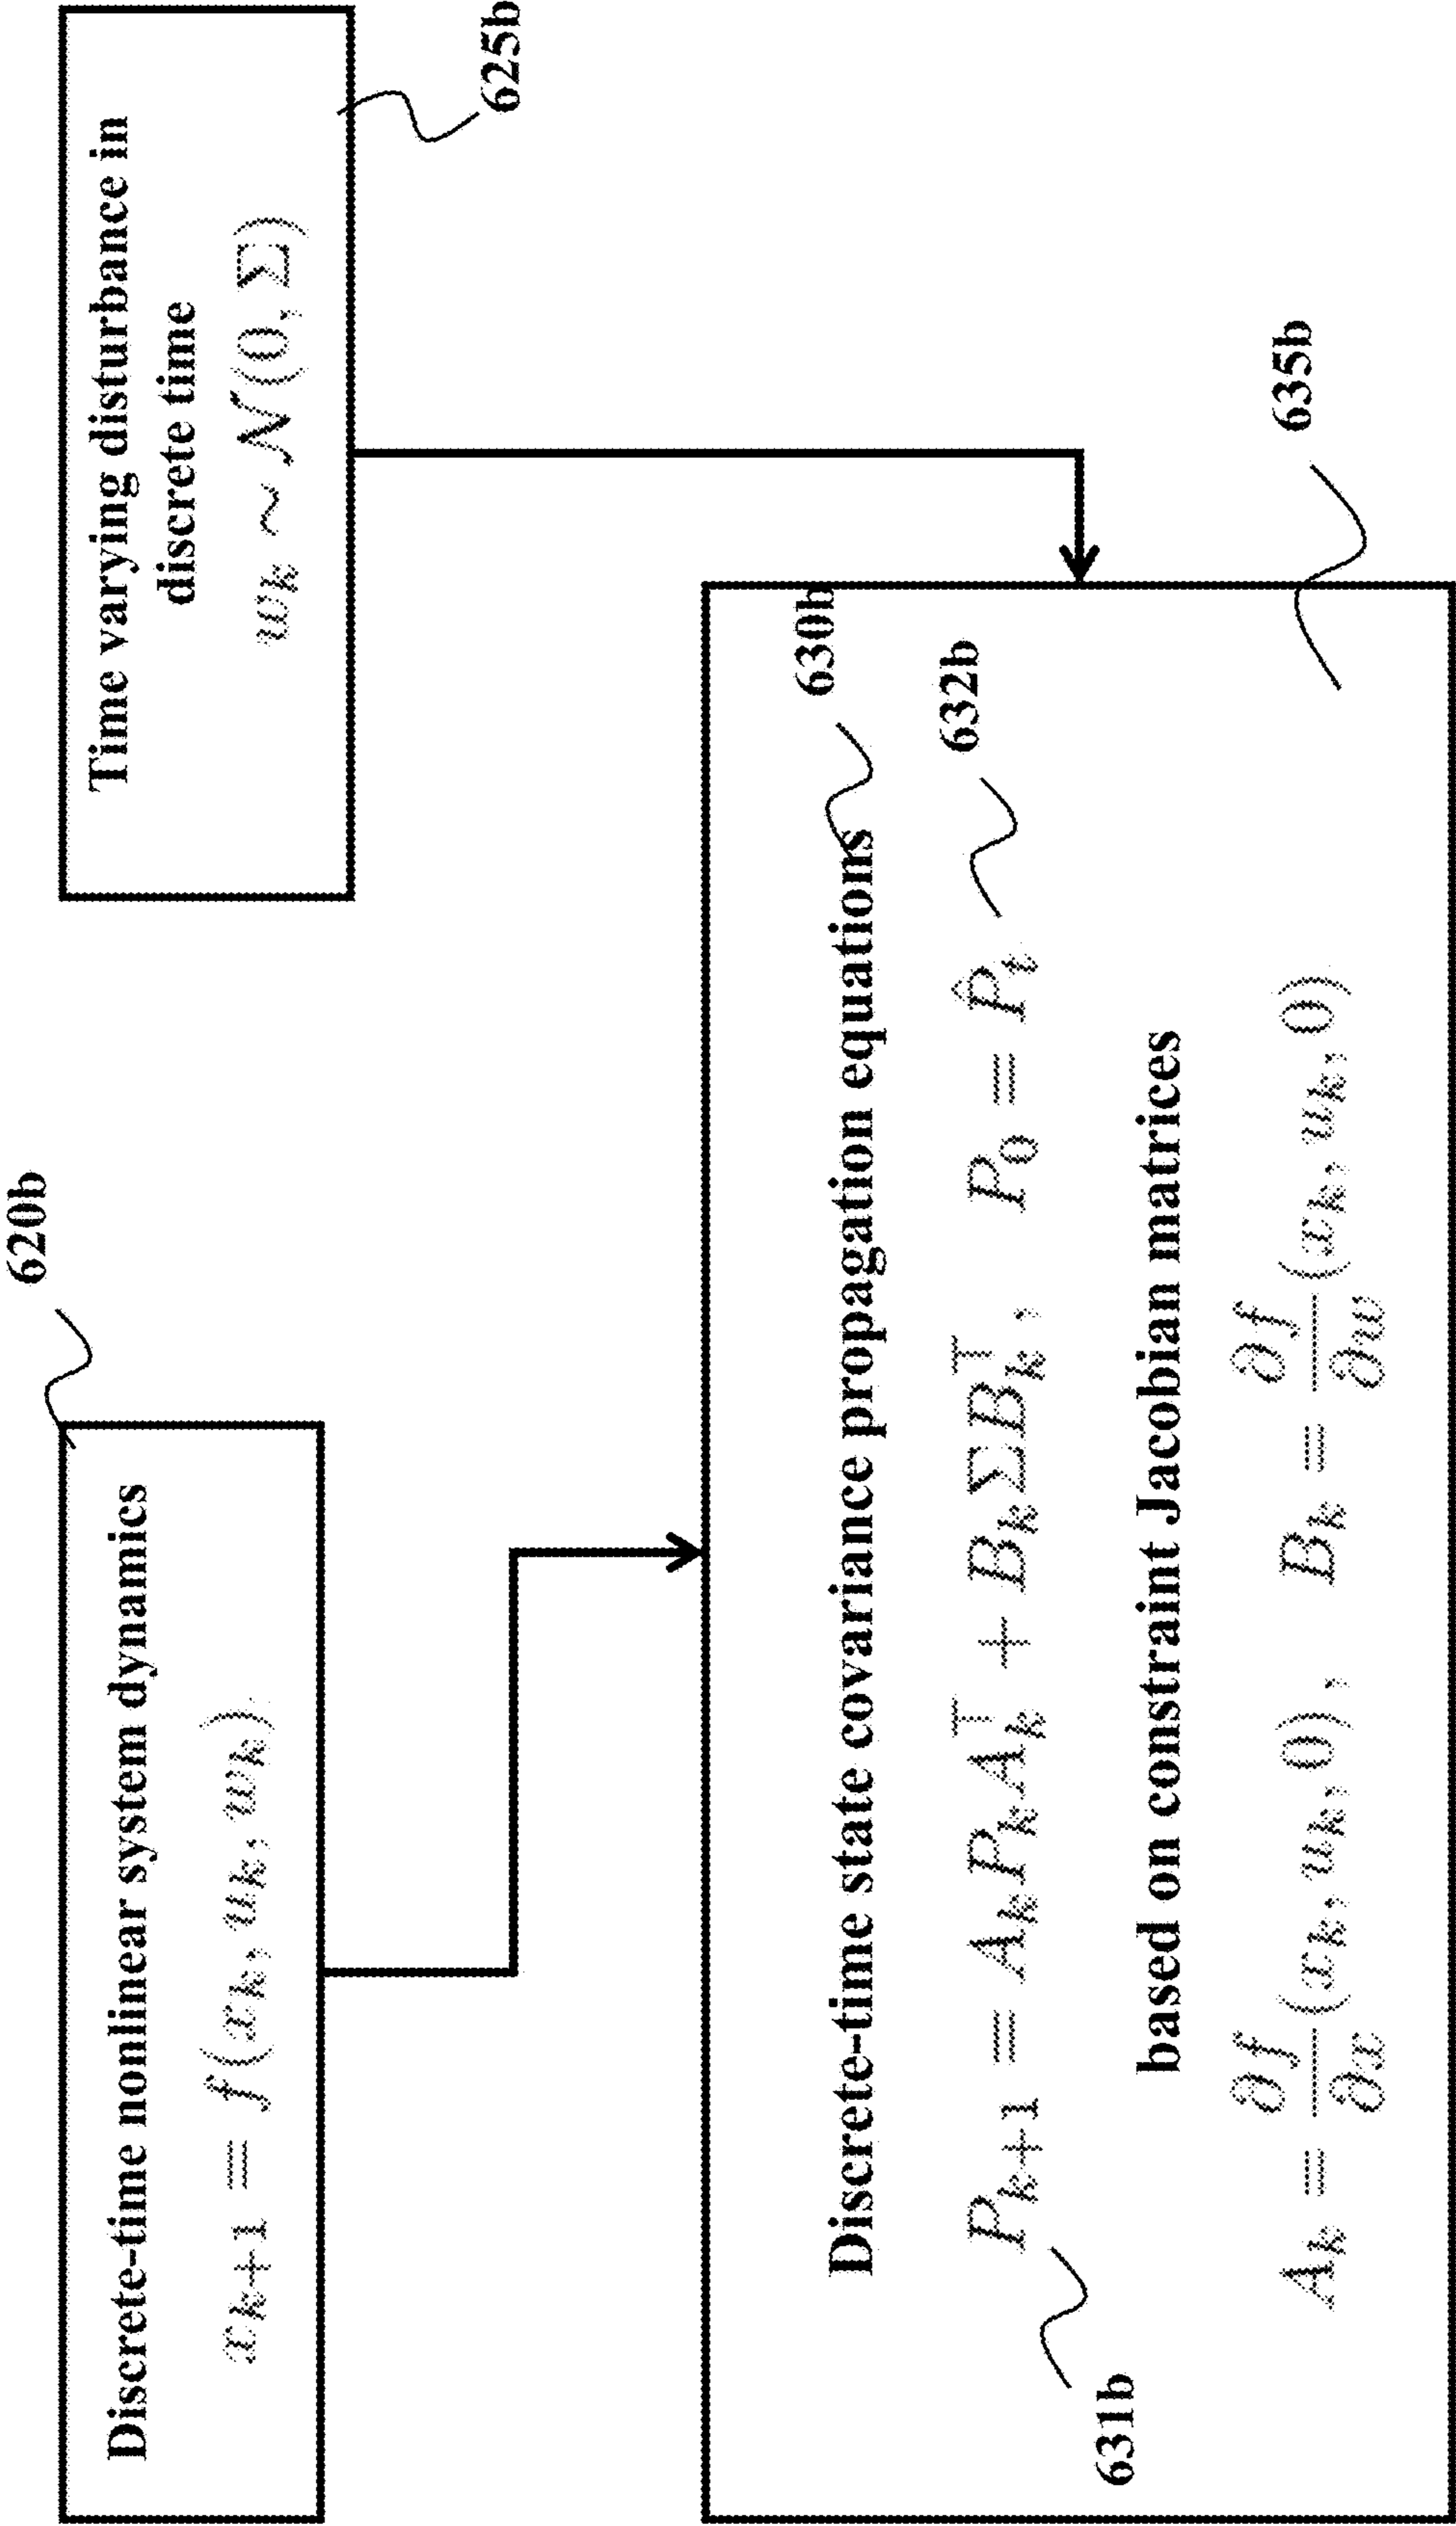 620b
Discrete-time nonlinear system dynamics
x_{k+1} = f(x_k, u_k, w_k)
Time varying disturbance in
discrete time
w_k ∼ 𝒩(0, Σ)
625b
630b
Discrete-time state covariance propagation equations
632b
P_{k+1} = A_k P_k A_k^⊤ + B_k Σ B_k^⊤, P_0 = P̂_t
631b
based on constraint Jacobian matrices
635b
A_k = ∂f/∂x (x_k, u_k, 0), B_k = ∂f/∂w (x_k, u_k, 0)